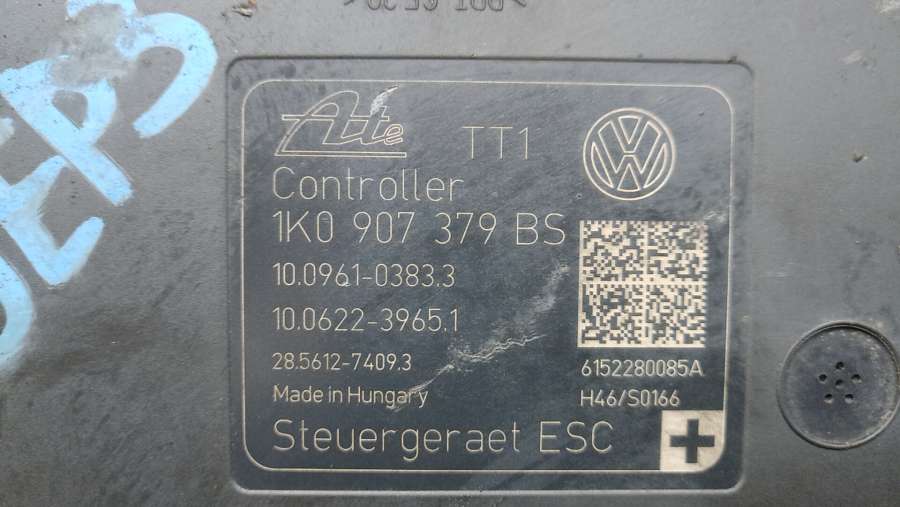 Ate
TT1
Controller
1K0 907 379 BS
10.0961-0383.3
10.0622-3965.1
28.5612-7409.3
Made in Hungary
6152280085A
H46/S0166
Steuergeraet ESC